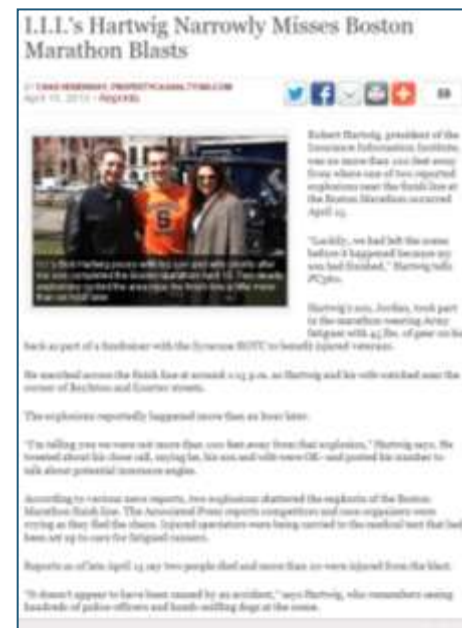 I.I.I.'s Hartwig Narrowly Misses Boston
Marathon Blasts
BY CHAD HEMENWAY, PROPERTYCASUALTY360.COM
April 15, 2013 •
Robert Hartwig, president of the
Insurance Information Institute,
was no more than 100 feet away
from where one of two reported
explosions near the finish line at
the Boston Marathon occurred
April 15.
"Luckily, we had left the scene
before it happened because my
son had finished," Hartwig tells
PC360.
Hartwig's son, Jordan, took part
in the marathon wearing Army
fatigues with 45 lbs. of gear on his
back as part of a fundraiser with the Syracuse ROTC to benefit injured veterans.
He marched across the finish line at around 1:15 p.m. as Hartwig and his wife watched near the
corner of Boylston and Exeter streets.
The explosions reportedly happened more than an hour later.
"I'm telling you we were not more than 100 feet away from that explosion," Hartwig says. He
tweeted about his close call, saying he, his son and wife were OK—and posted his number to
talk about potential insurance angles.
According to various news reports, two explosions shattered the euphoria of the Boston
Marathon finish line. The Associated Press reports competitors and race organizers were
crying as they fled the chaos. Injured spectators were being carried to the medical tent that had
been set up to care for fatigued runners.
Reports as of late April 15 say two people died and more than 20 were injured from the blast.
"It doesn't appear to have been caused by an accident," says Hartwig, who remembers seeing
hundreds of police officers and bomb-sniffing dogs at the scene.